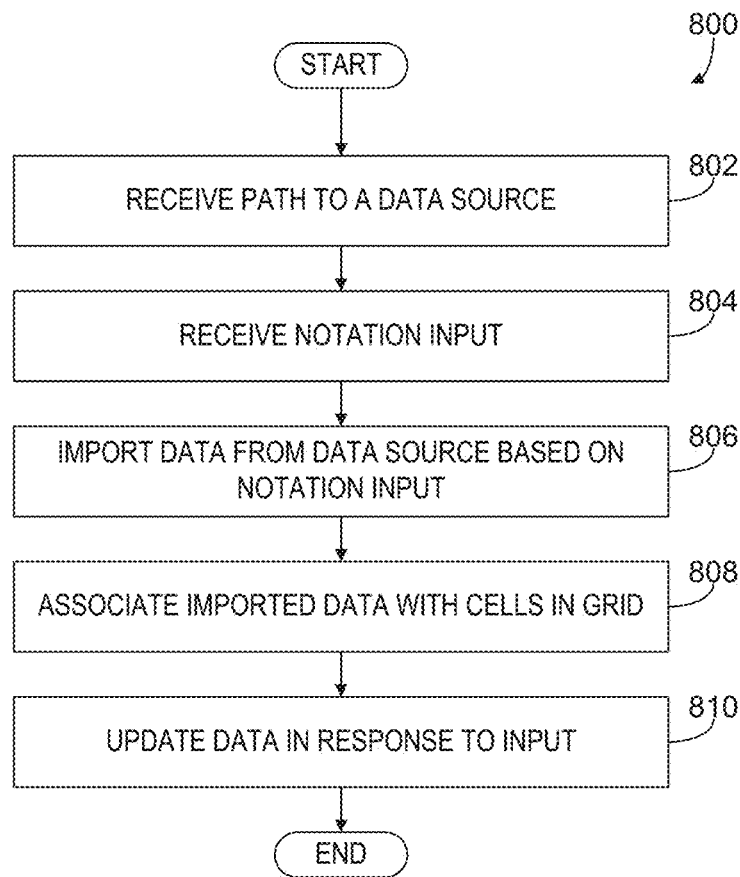 800
START
802
RECEIVE PATH TO A DATA SOURCE
804
RECEIVE NOTATION INPUT
806
IMPORT DATA FROM DATA SOURCE BASED ON
NOTATION INPUT
808
ASSOCIATE IMPORTED DATA WITH CELLS IN GRID
810
UPDATE DATA IN RESPONSE TO INPUT
END